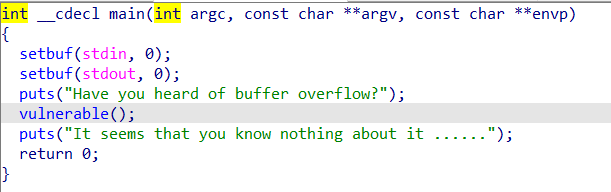 int __cdecl main(int argc, const char **argv, const char **envp)
{
  setbuf(stdin, 0);
  setbuf(stdout, 0);
  puts("Have you heard of buffer overflow?");
  vulnerable();
  puts("It seems that you know nothing about it ......");
  return 0;
}